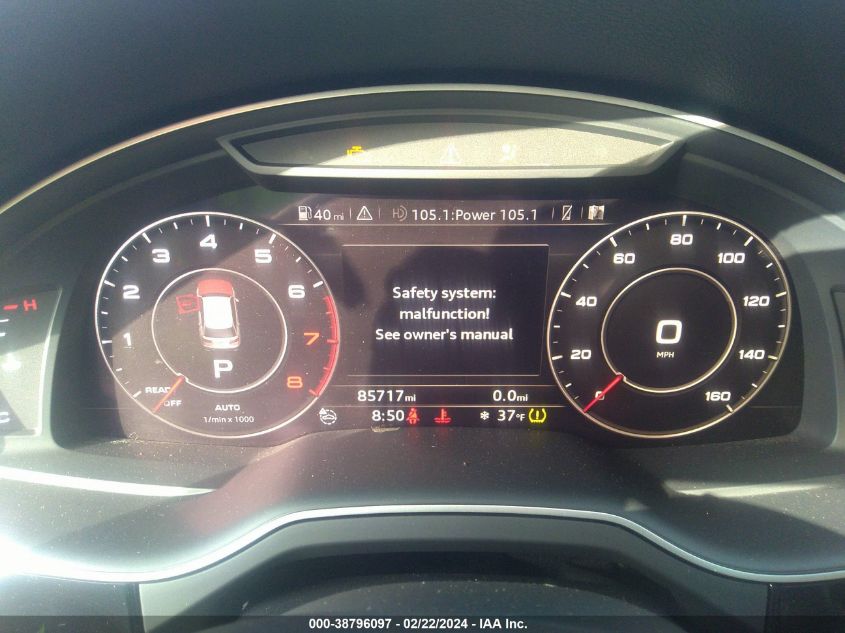 40 mi 105.1:Power 105.1
1
2
3
4
5
6
7
8
READY
OFF
P
AUTO
1/min x 1000
Safety system:
malfunction!
See owner's manual
85717mi 0.0mi
8:50 37°F
0
20
40
60
80
100
120
140
160
0
MPH
H
C
000-38796097 - 02/22/2024 - IAA Inc.